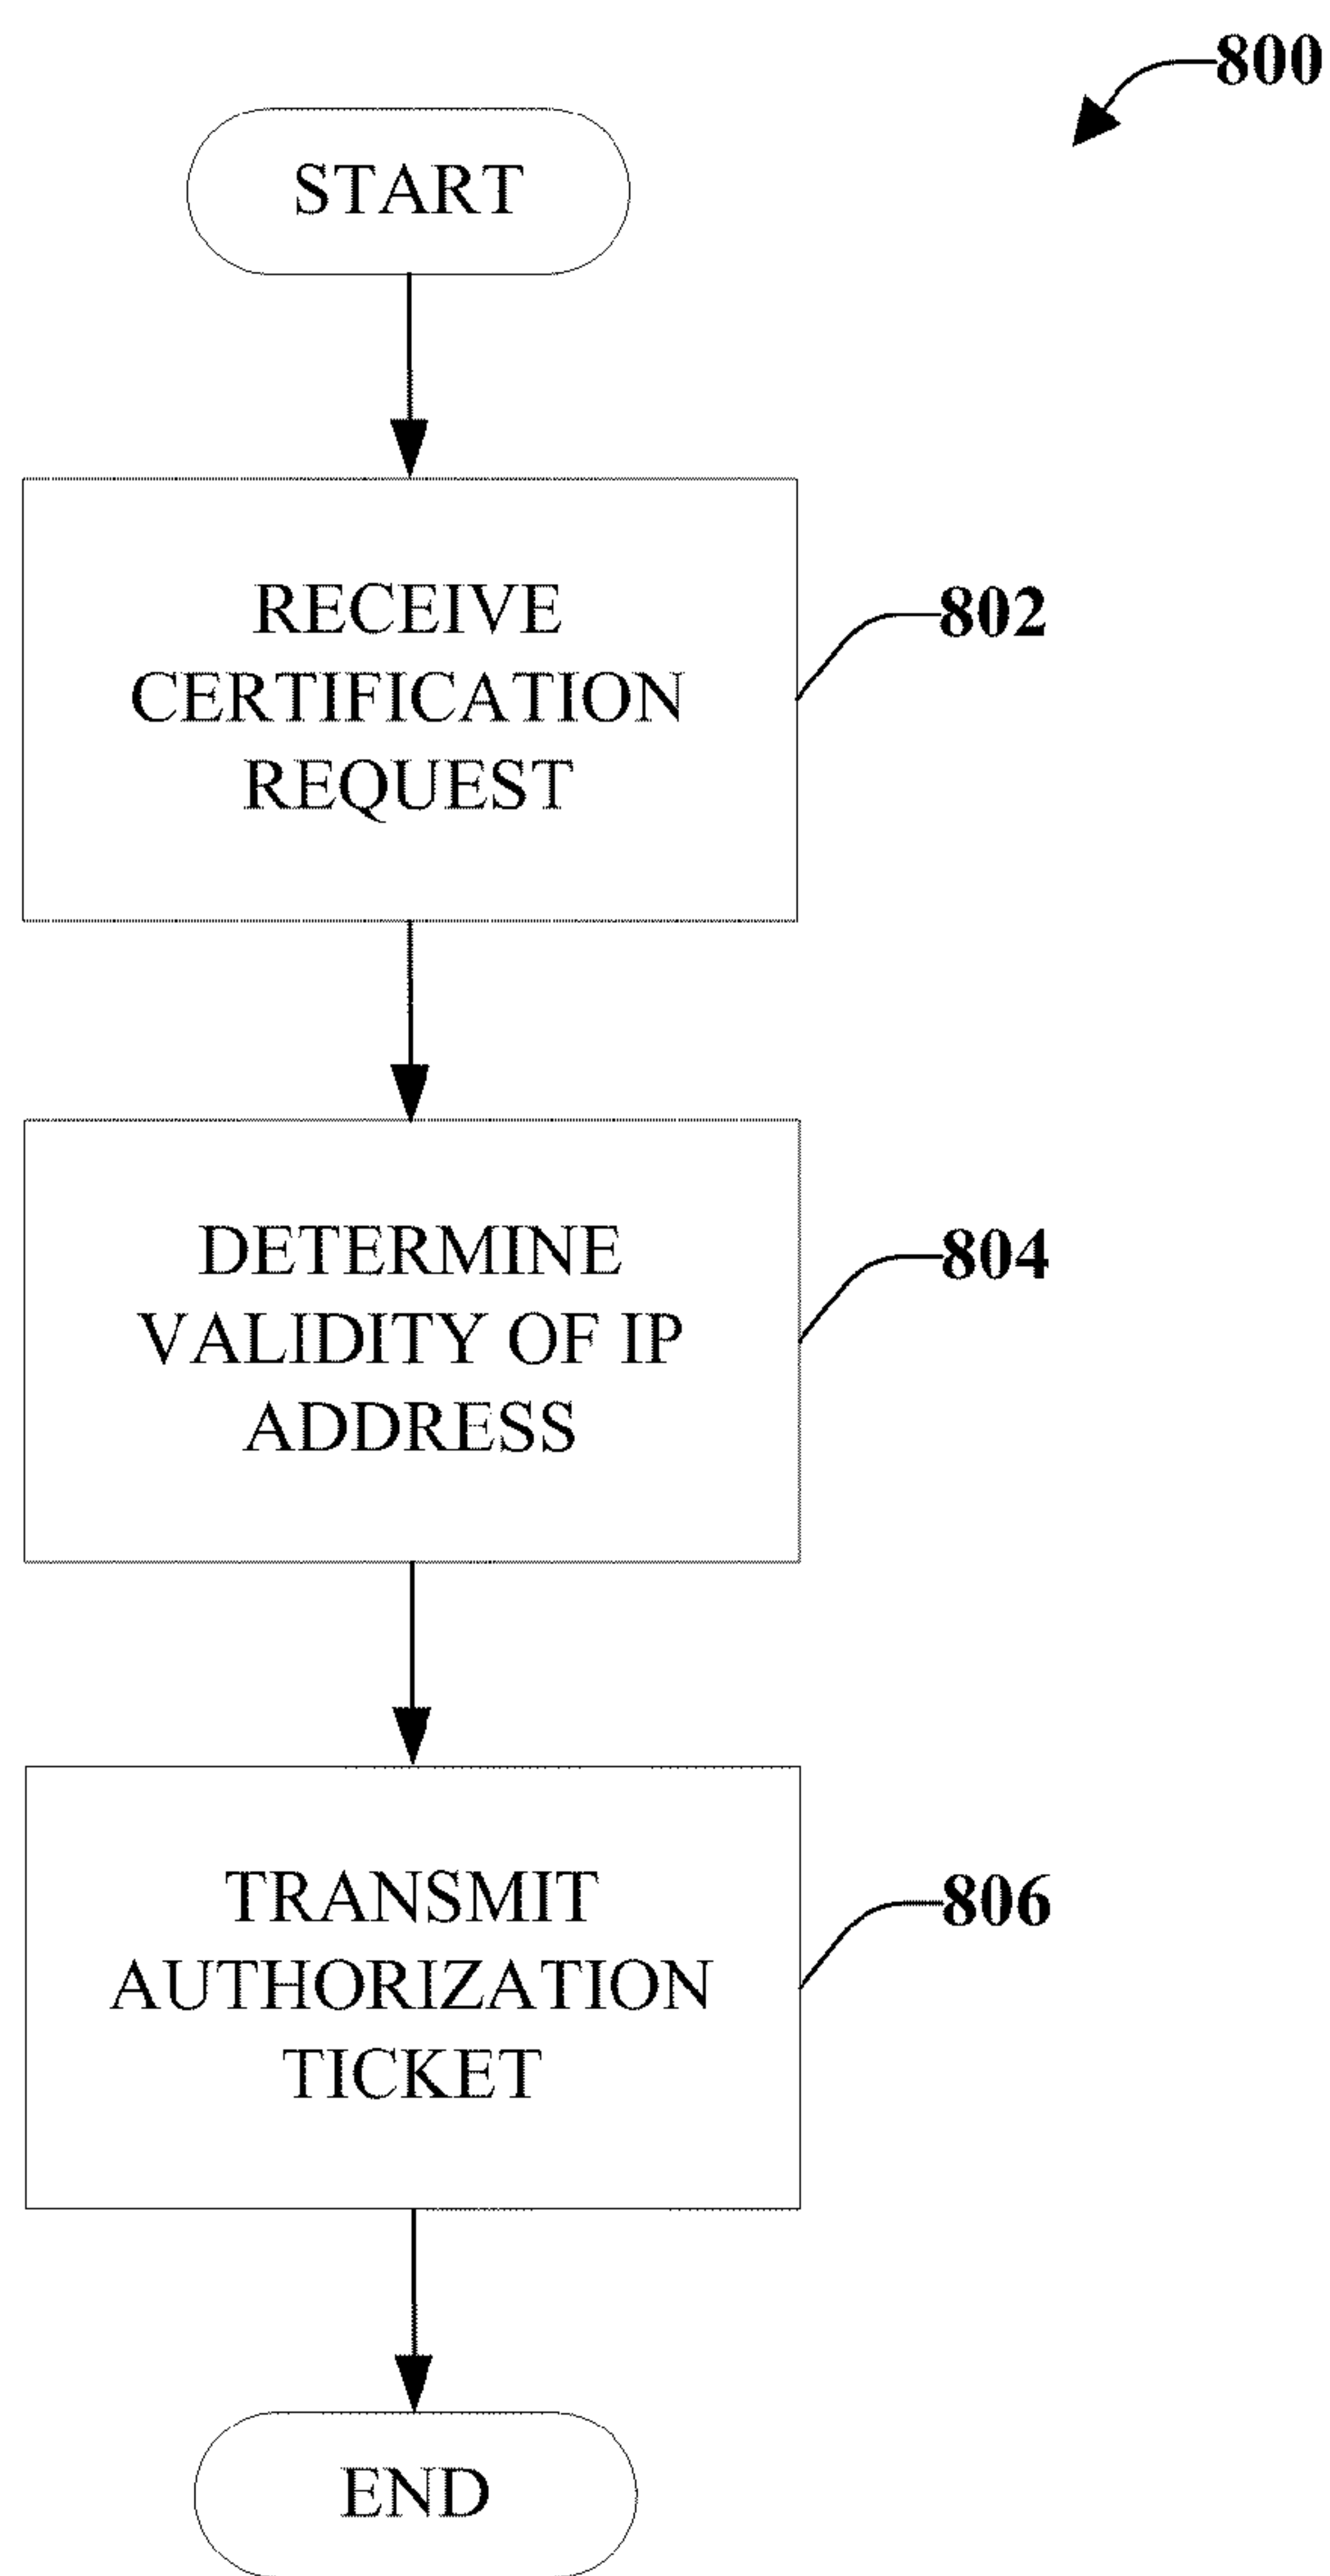 800
START
RECEIVE
CERTIFICATION
REQUEST
802
DETERMINE
VALIDITY OF IP
ADDRESS
804
TRANSMIT
AUTHORIZATION
TICKET
806
END